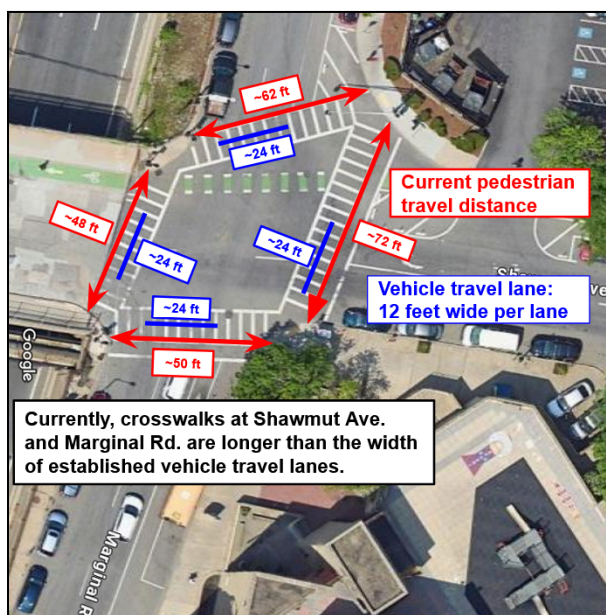 ~62 ft
~24 ft
~48 ft
Current pedestrian
travel distance
~24 ft
~24 ft
~72 ft
Vehicle travel lane:
12 feet wide per lane
~24 ft
~50 ft
Google
Currently, crosswalks at Shawmut Ave.
and Marginal Rd. are longer than the width
of established vehicle travel lanes.
Marginal R